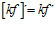 [kf]' = kf'